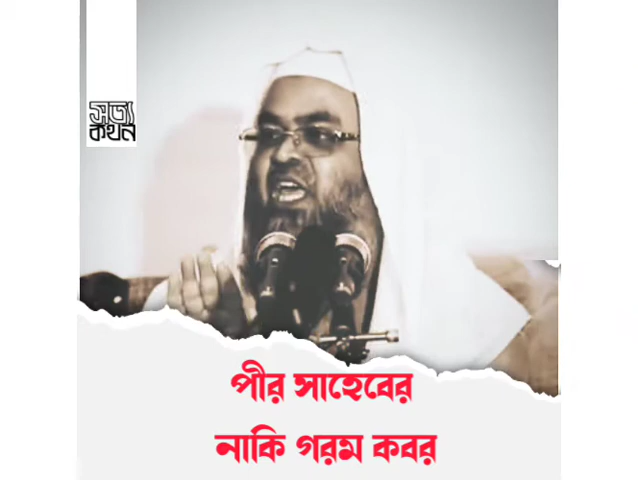 সত্য
কথন
পীর সাহেবের
নাকি গরম কবর